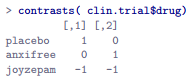 > contrasts( clin.trial$drug)
[,1] [,2]
placebo 1 0
anxifree 0 1
joyzepam -1 -1